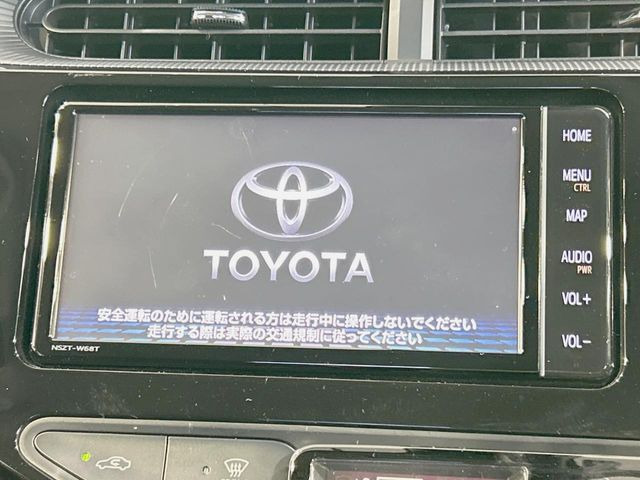 TOYOTA
安全運転のために運転される方は走行中に操作しないでください
走行する際は実際の交通規制に従ってください
NSZT-W68T
HOME
MENU
CTRL
MAP
AUDIO
PWR
VOL+
VOL-